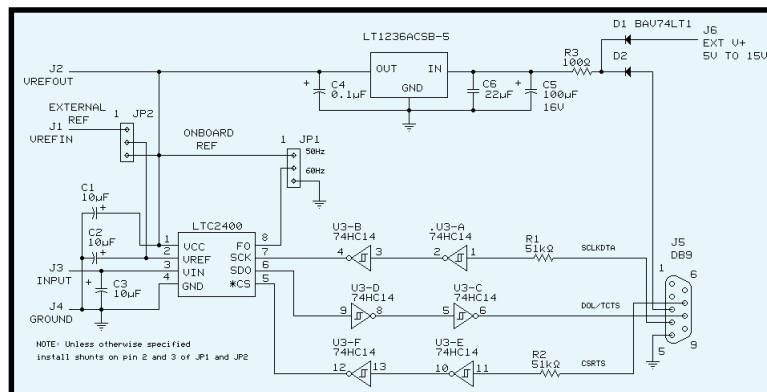 D1 BAV74LT1
J6
EXT V+
5V TO 15V
LT1236ACSB-5
R3
100Ω
D2
J2
VREFOUT
OUT
IN
GND
+
C4
0.1µF
C6
22µF
+
C5
100µF
16V
EXTERNAL
REF
1
JP2
J1
VREFIN
ONBOARD
REF
1
JP1
50Hz
60Hz
C1
10µF
+
C2
10µF
+
LTC2400
1
VCC
FO
8
2
VREF
SCK
7
3
VIN
SDO
6
4
GND
*CS
5
J3
INPUT
+
C3
10µF
J4
GROUND
U3-B
74HC14
4
3
.U3-A
74HC14
2
1
R1
51kΩ
SCLKDTA
U3-D
74HC14
9
8
U3-C
74HC14
5
6
DOL/TCTS
U3-F
74HC14
12
13
U3-E
74HC14
10
11
R2
51kΩ
CSRTS
J5
DB9
1
6
5
9
NOTE: Unless otherwise specified
install shunts on pin 2 and 3 of JP1 and JP2